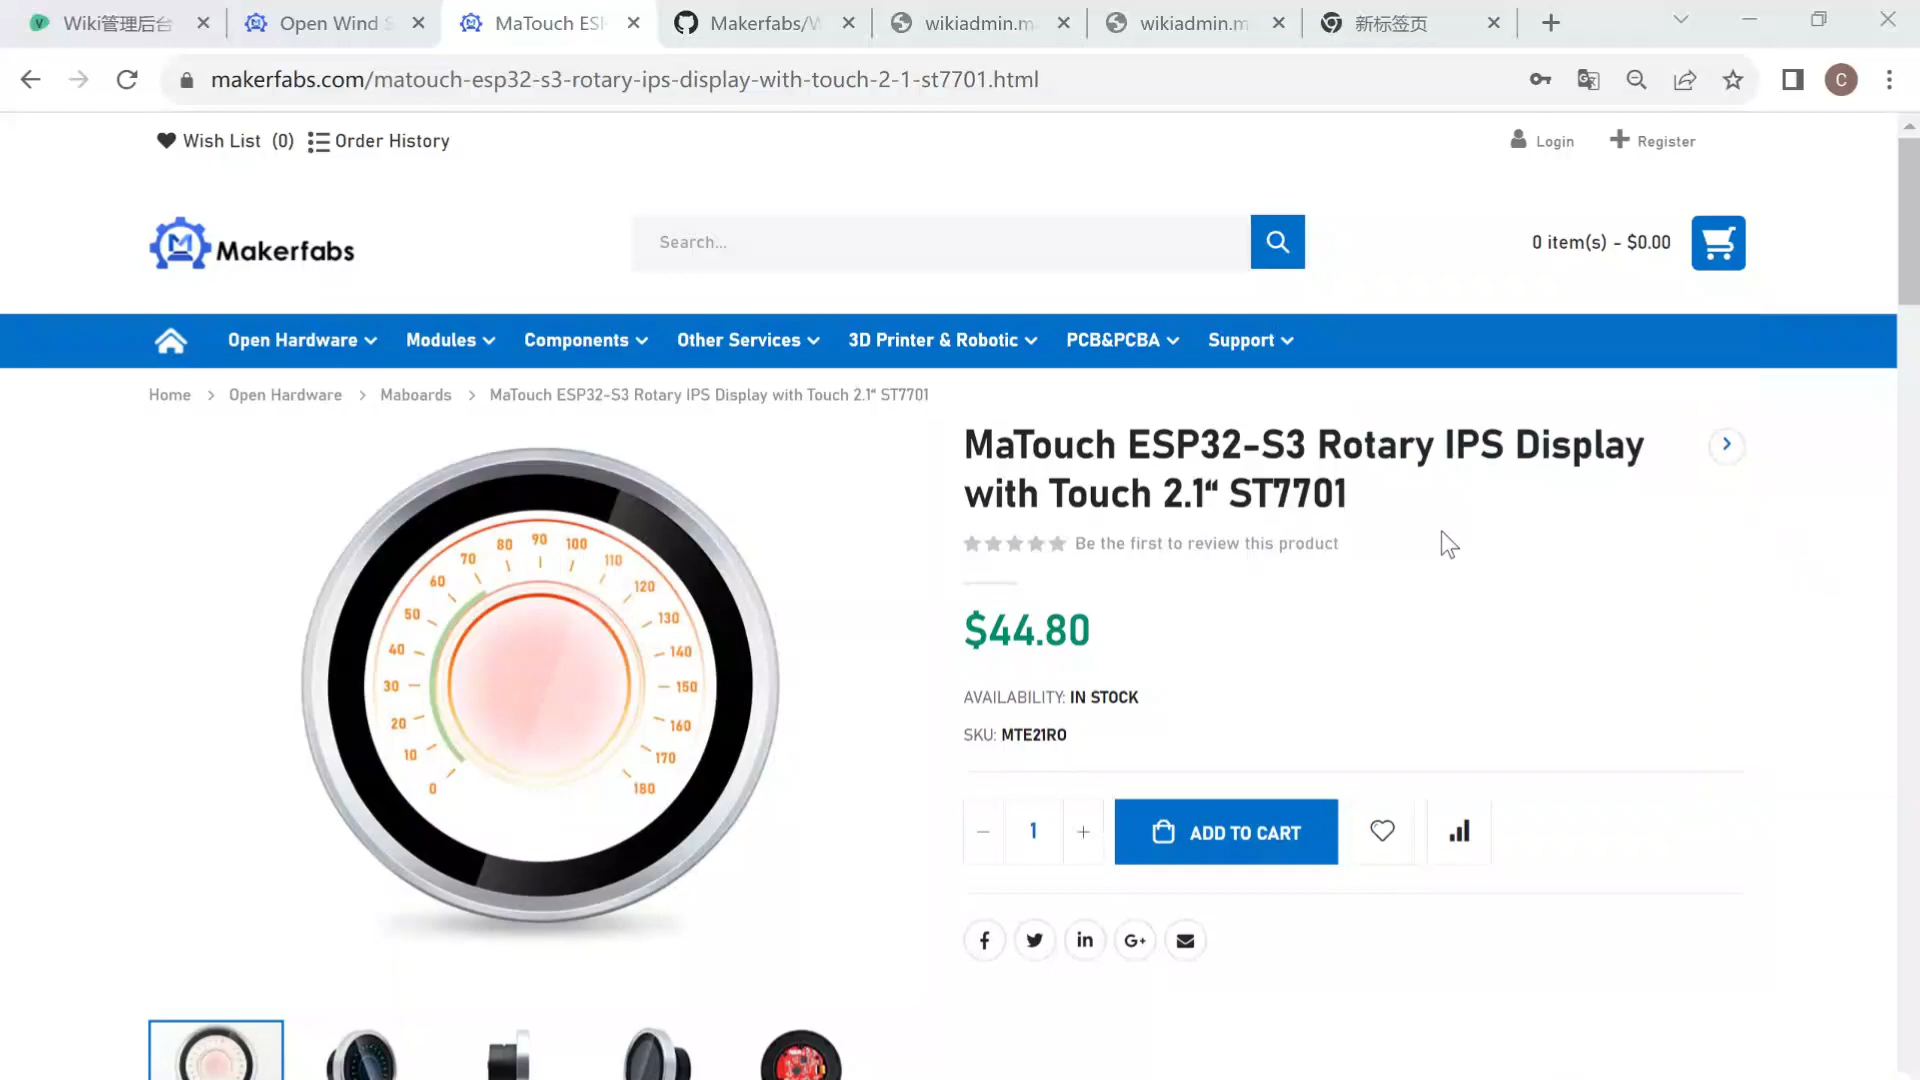 Wiki管理后台
Open Wind S
MaTouch ESP
Makerfabs/W
wikiadmin.m
wikiadmin.m
新标签页
makerfabs.com/matouch-esp32-s3-rotary-ips-display-with-touch-2-1-st7701.html
C
Wish List (0)
Order History
Login
Register
Makerfabs
Search...
0 item(s) - $0.00
Open Hardware
Modules
Components
Other Services
3D Printer & Robotic
PCB&PCBA
Support
Home > Open Hardware > Maboards > MaTouch ESP32-S3 Rotary IPS Display with Touch 2.1“ ST7701
MaTouch ESP32-S3 Rotary IPS Display
with Touch 2.1“ ST7701
Be the first to review this product
$44.80
AVAILABILITY: IN STOCK
SKU: MTE21RO
− 1 +
ADD TO CART
f
in
G+
0
10
20
30
40
50
60
70
80
90
100
110
120
130
140
150
160
170
180